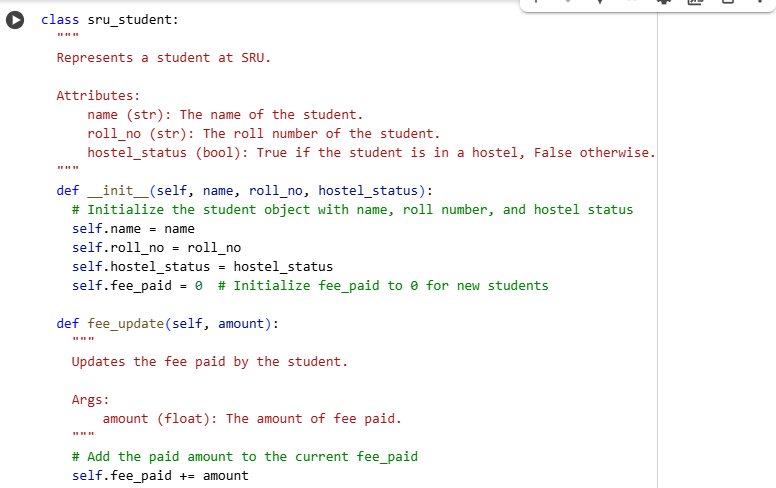 class sru_student:
"""
Represents a student at SRU.
Attributes:
name (str): The name of the student.
roll_no (str): The roll number of the student.
hostel_status (bool): True if the student is in a hostel, False otherwise.
"""
def __init__(self, name, roll_no, hostel_status):
# Initialize the student object with name, roll number, and hostel status
self.name = name
self.roll_no = roll_no
self.hostel_status = hostel_status
self.fee_paid = 0  # Initialize fee_paid to 0 for new students
def fee_update(self, amount):
"""
Updates the fee paid by the student.
Args:
amount (float): The amount of fee paid.
"""
# Add the paid amount to the current fee_paid
self.fee_paid += amount